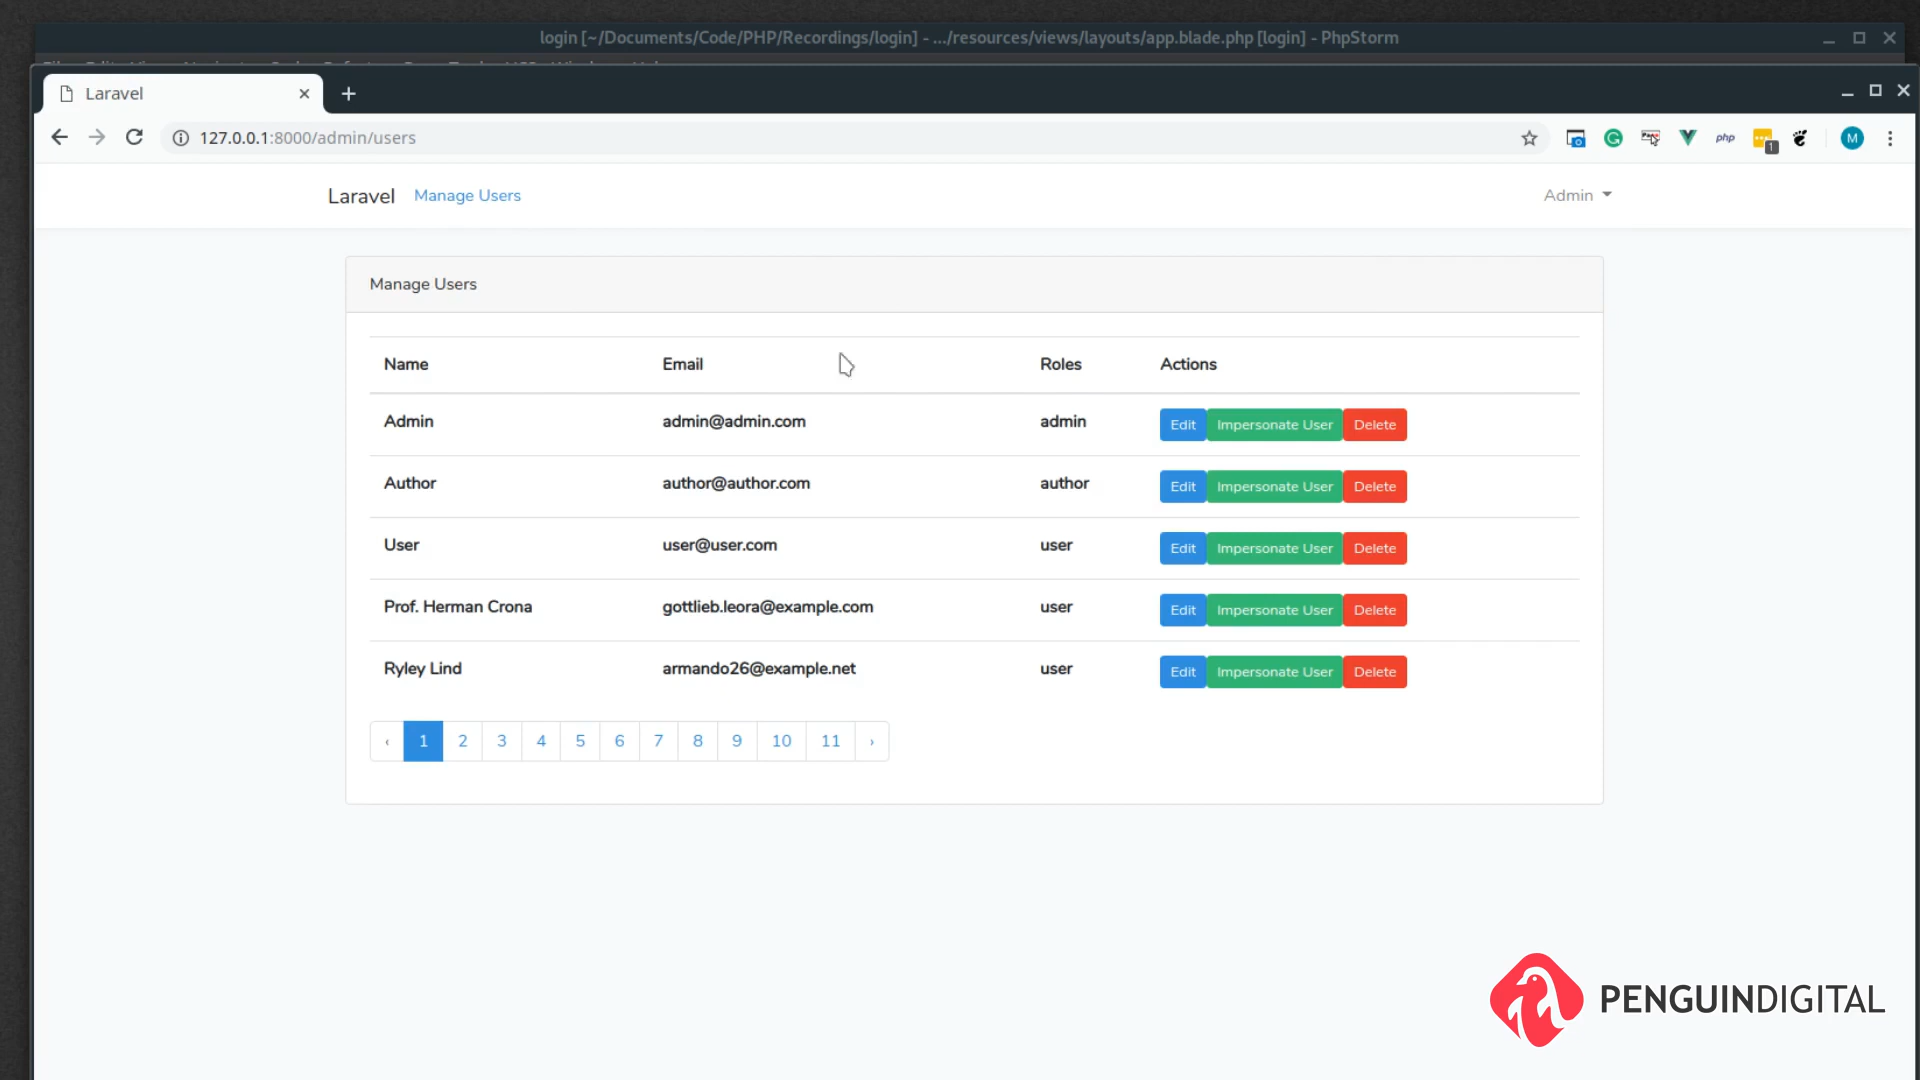 login [~/Documents/Code/PHP/Recordings/login] - .../resources/views/layouts/app.blade.php [login] - PhpStorm
Laravel
127.0.0.1:8000/admin/users
php
1
M
Laravel Manage Users Admin
Manage Users
Name Email Roles Actions
Admin admin@admin.com admin Edit Impersonate User Delete
Author author@author.com author Edit Impersonate User Delete
User user@user.com user Edit Impersonate User Delete
Prof. Herman Crona gottlieb.leora@example.com user Edit Impersonate User Delete
Ryley Lind armando26@example.net user Edit Impersonate User Delete
‹ 1 2 3 4 5 6 7 8 9 10 11 ›
PENGUINDIGITAL